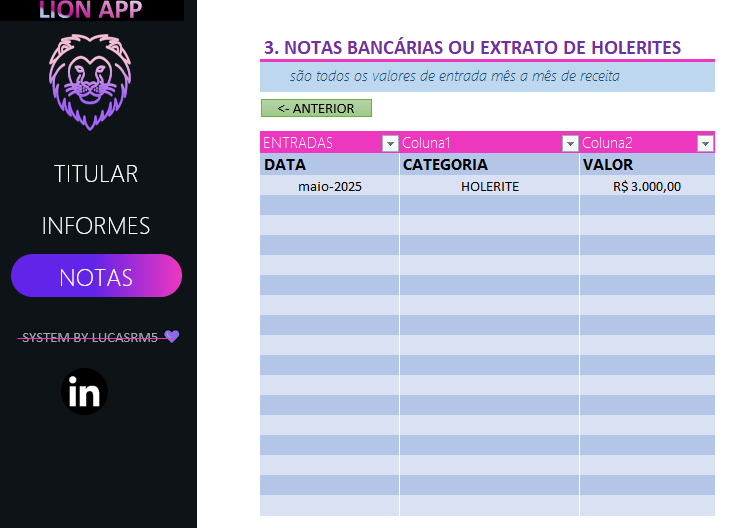 LION APP
TITULAR
INFORMES
NOTAS
SYSTEM BY LUCASRM5
in
3. NOTAS BANCÁRIAS OU EXTRATO DE HOLERITES
são todos os valores de entrada mês a mês de receita
<- ANTERIOR
ENTRADAS Coluna1 Coluna2
DATA CATEGORIA VALOR
maio-2025 HOLERITE R$ 3.000,00